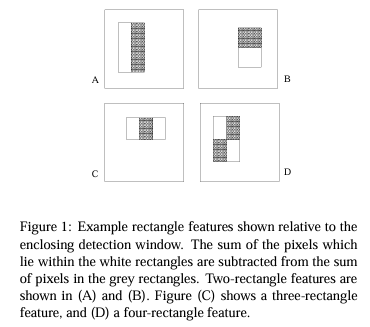 A
B
C
D
Figure 1: Example rectangle features shown relative to the
enclosing detection window. The sum of the pixels which
lie within the white rectangles are subtracted from the sum
of pixels in the grey rectangles. Two-rectangle features are
shown in (A) and (B). Figure (C) shows a three-rectangle
feature, and (D) a four-rectangle feature.